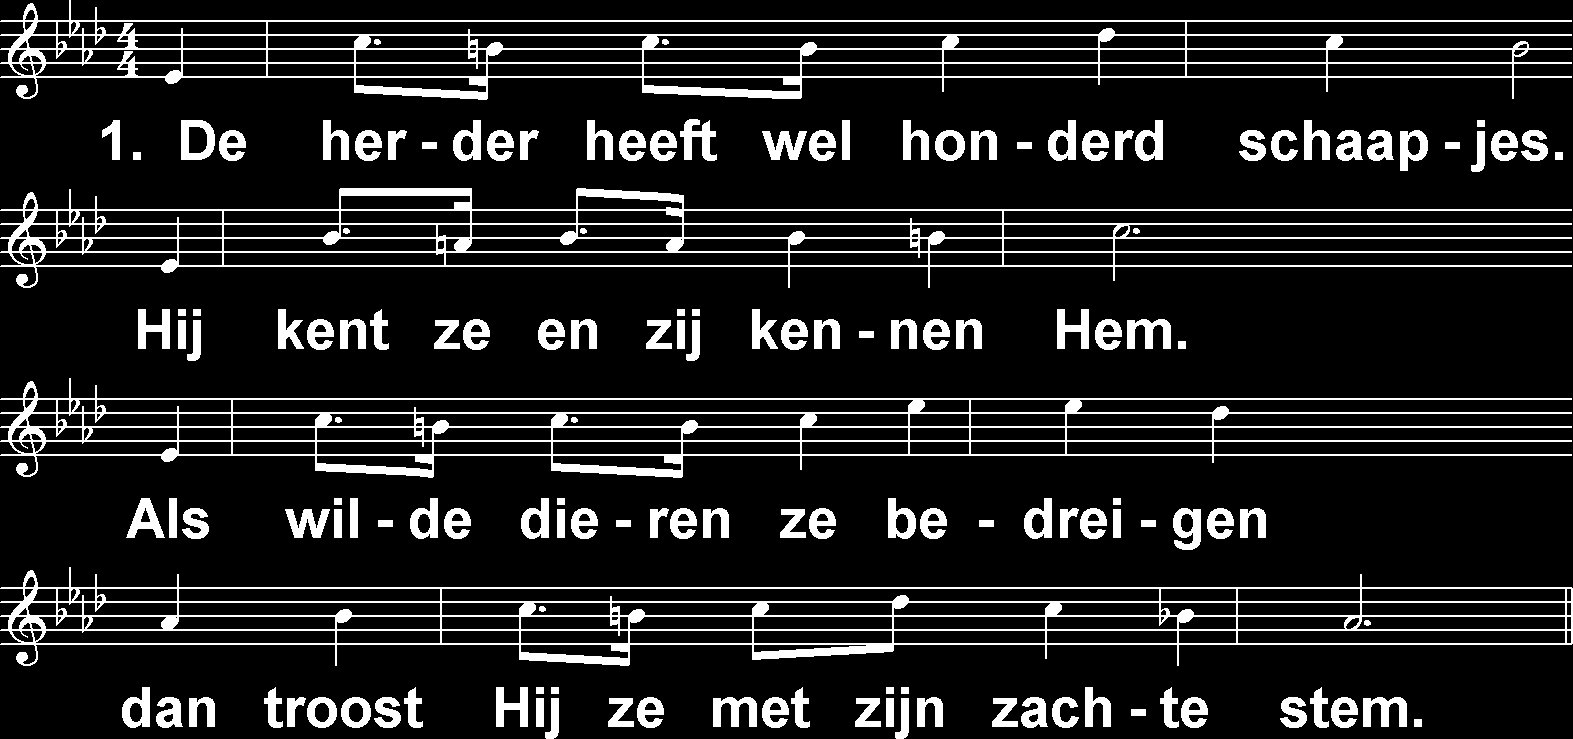 1. De her - der heeft wel hon - derd schaap - jes.
Hij kent ze en zij ken - nen Hem.
Als wil - de die - ren ze be - drei - gen
dan troost Hij ze met zijn zach - te stem.